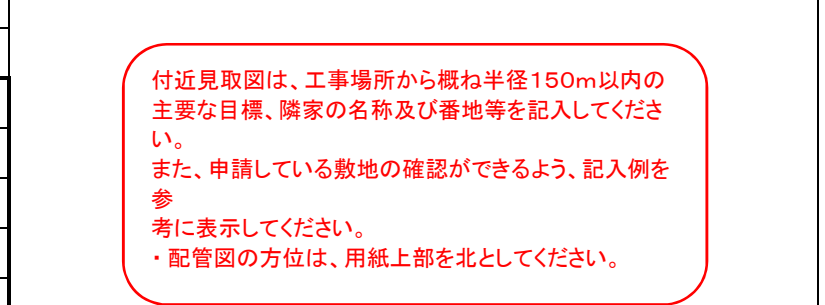 付近見取図は、工事場所から概ね半径150m以内の
主要な目標、隣家の名称及び番地等を記入してくださ
い。
また、申請している敷地の確認ができるよう、記入例を
参
考に表示してください。
・配管図の方位は、用紙上部を北としてください。